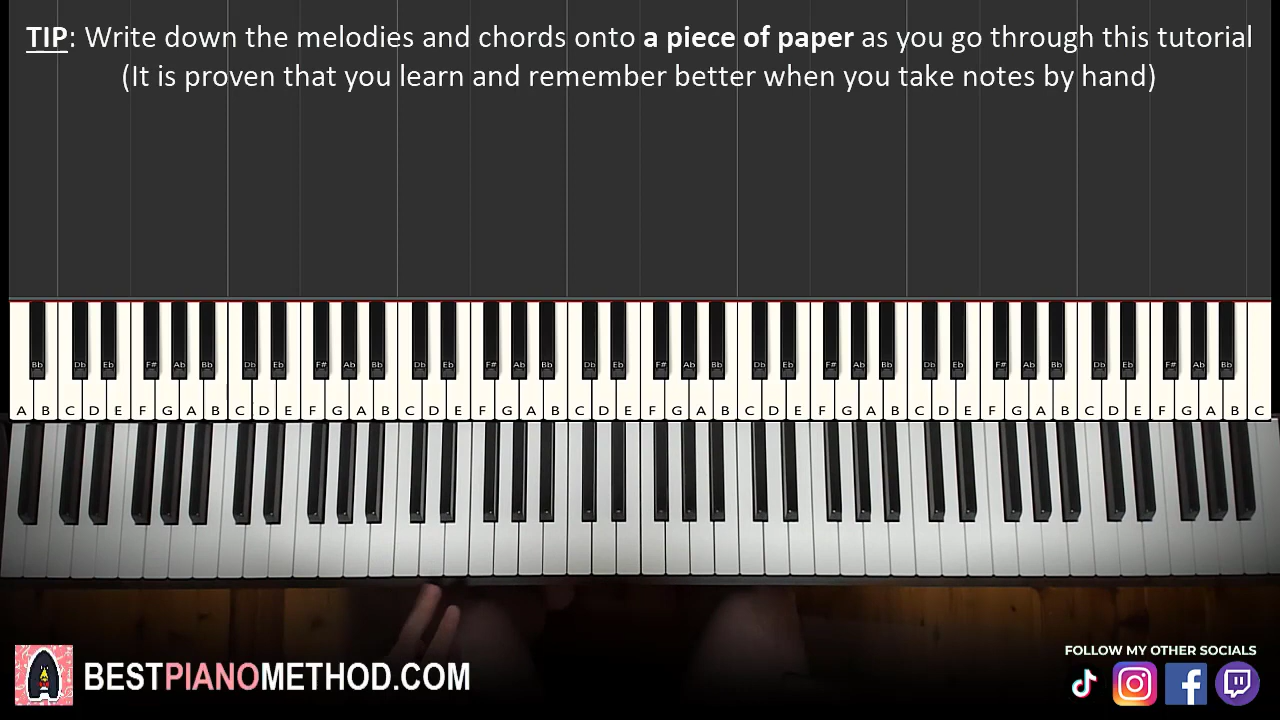 TIP: Write down the melodies and chords onto a piece of paper as you go through this tutorial
(It is proven that you learn and remember better when you take notes by hand)
Bb Db Eb F# Ab Bb Db Eb F# Ab Bb Db Eb F# Ab Bb Db Eb F# Ab Bb Db Eb F# Ab Bb Db Eb F# Ab Bb Db Eb F# Ab Bb
A B C D E F G A B C D E F G A B C D E F G A B C D E F G A B C D E F G A B C D E F G A B C D E F G A B C
FOLLOW MY OTHER SOCIALS
BESTPIANOMETHOD.COM